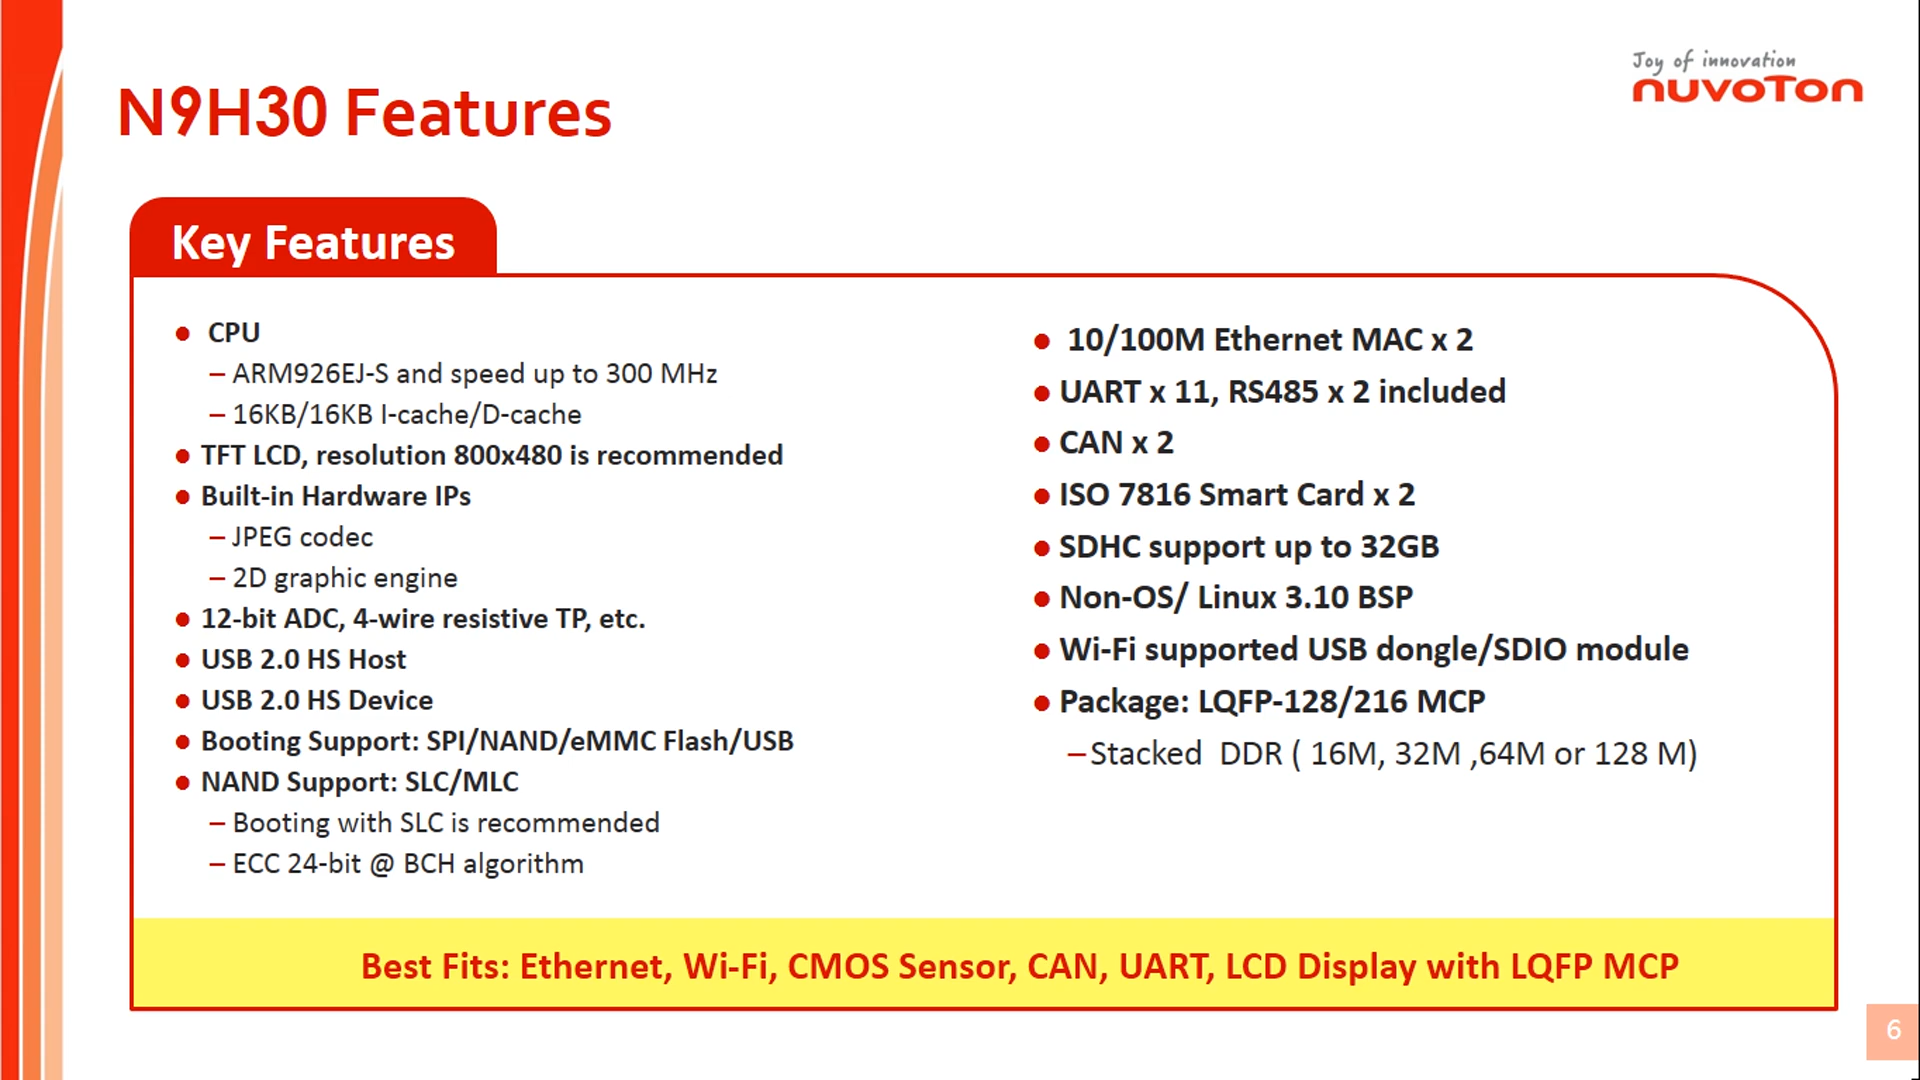 Joy of innovation
nuvoTon
N9H30 Features
Key Features
● CPU
– ARM926EJ-S and speed up to 300 MHz
– 16KB/16KB I-cache/D-cache
● TFT LCD, resolution 800x480 is recommended
● Built-in Hardware IPs
– JPEG codec
– 2D graphic engine
● 12-bit ADC, 4-wire resistive TP, etc.
● USB 2.0 HS Host
● USB 2.0 HS Device
● Booting Support: SPI/NAND/eMMC Flash/USB
● NAND Support: SLC/MLC
– Booting with SLC is recommended
– ECC 24-bit @ BCH algorithm
● 10/100M Ethernet MAC x 2
● UART x 11, RS485 x 2 included
● CAN x 2
● ISO 7816 Smart Card x 2
● SDHC support up to 32GB
● Non-OS/ Linux 3.10 BSP
● Wi-Fi supported USB dongle/SDIO module
● Package: LQFP-128/216 MCP
–Stacked DDR ( 16M, 32M ,64M or 128 M)
Best Fits: Ethernet, Wi-Fi, CMOS Sensor, CAN, UART, LCD Display with LQFP MCP
6